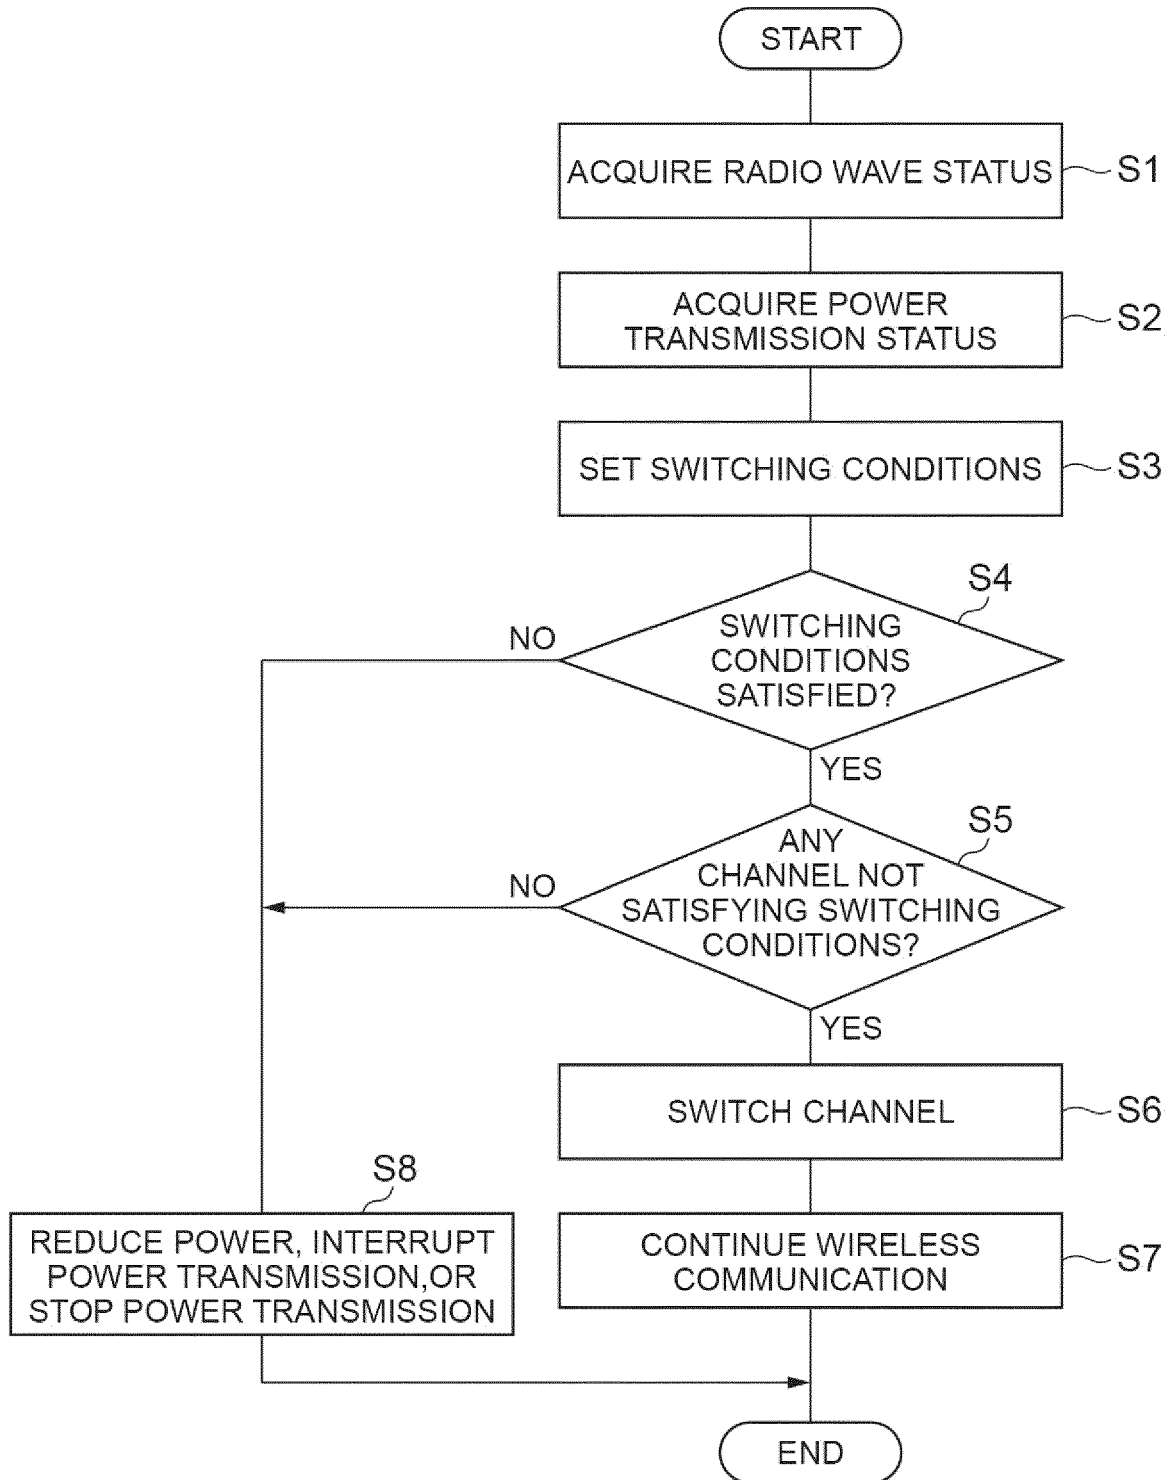 START
ACQUIRE RADIO WAVE STATUS
S1
ACQUIRE POWER
TRANSMISSION STATUS
S2
SET SWITCHING CONDITIONS
S3
S4
SWITCHING
CONDITIONS
SATISFIED?
NO
YES
S5
ANY
CHANNEL NOT
SATISFYING SWITCHING
CONDITIONS?
NO
YES
SWITCH CHANNEL
S6
S8
REDUCE POWER, INTERRUPT
POWER TRANSMISSION,OR
STOP POWER TRANSMISSION
CONTINUE WIRELESS
COMMUNICATION
S7
END